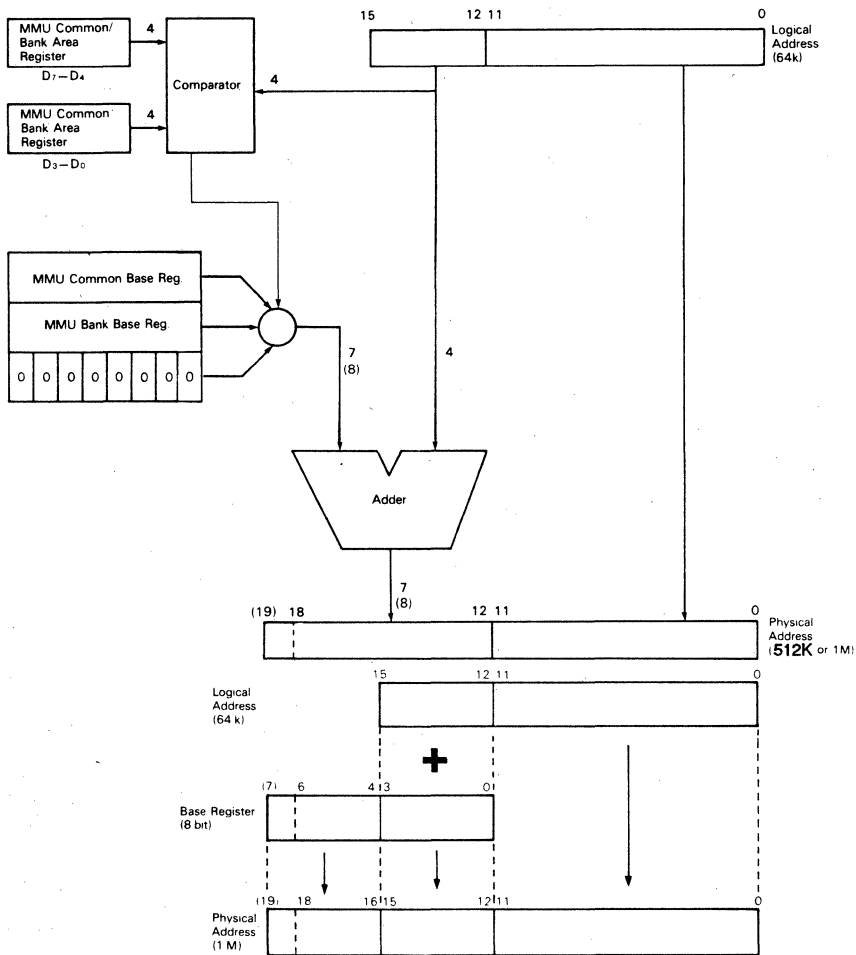 MMU Common/
Bank Area
Register
D₇–D₄
4
Comparator
MMU Common
Bank Area
Register
D₃–D₀
4
4
15 12 11 0
Logical
Address
(64k)
MMU Common Base Reg.
MMU Bank Base Reg.
0 0 0 0 0 0 0 0
7
(8)
4
Adder
7
(8)
(19) 18 12 11 0
Physical
Address
(512K or 1M)
15 12 11 0
Logical
Address
(64 k)
+
(7) 6 4 3 0
Base Register
(8 bit)
(19) 18 16 15 12 11 0
Physical
Address
(1 M)